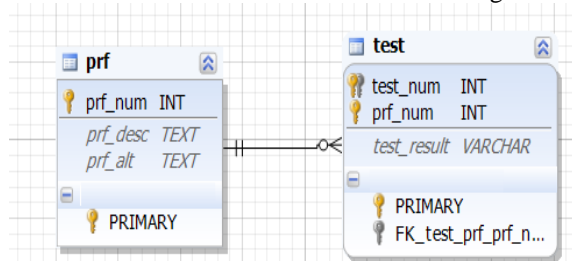 prf
prf_num INT
prf_desc TEXT
prf_alt TEXT
PRIMARY
test
test_num INT
prf_num INT
test_result VARCHAR
PRIMARY
FK_test_prf_prf_n...